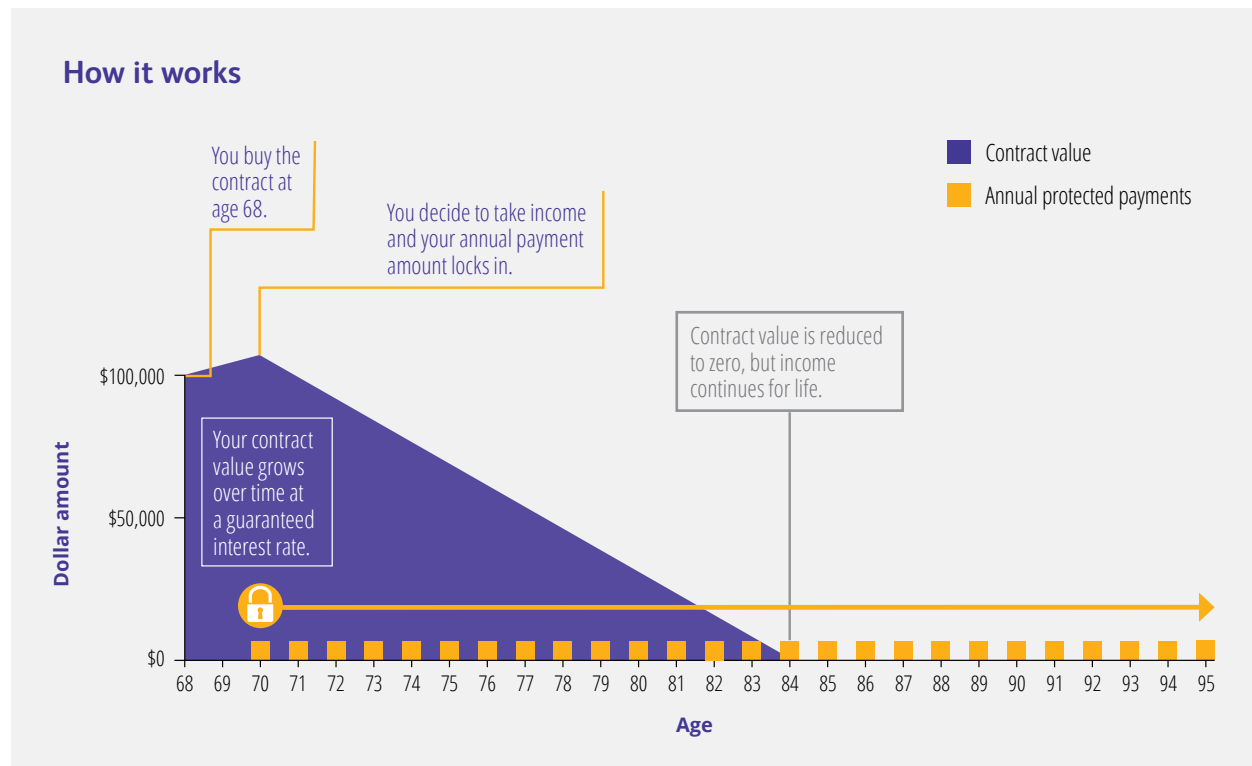 How it works
You buy the
contract at
age 68.
You decide to take income
and your annual payment
amount locks in.
Contract value
Annual protected payments
Contract value is reduced
to zero, but income
continues for life.
$100,000
Your contract
value grows
over time at
a guaranteed
interest rate.
Dollar amount
$50,000
$0
68 69 70 71 72 73 74 75 76 77 78 79 80 81 82 83 84 85 86 87 88 89 90 91 92 93 94 95
Age